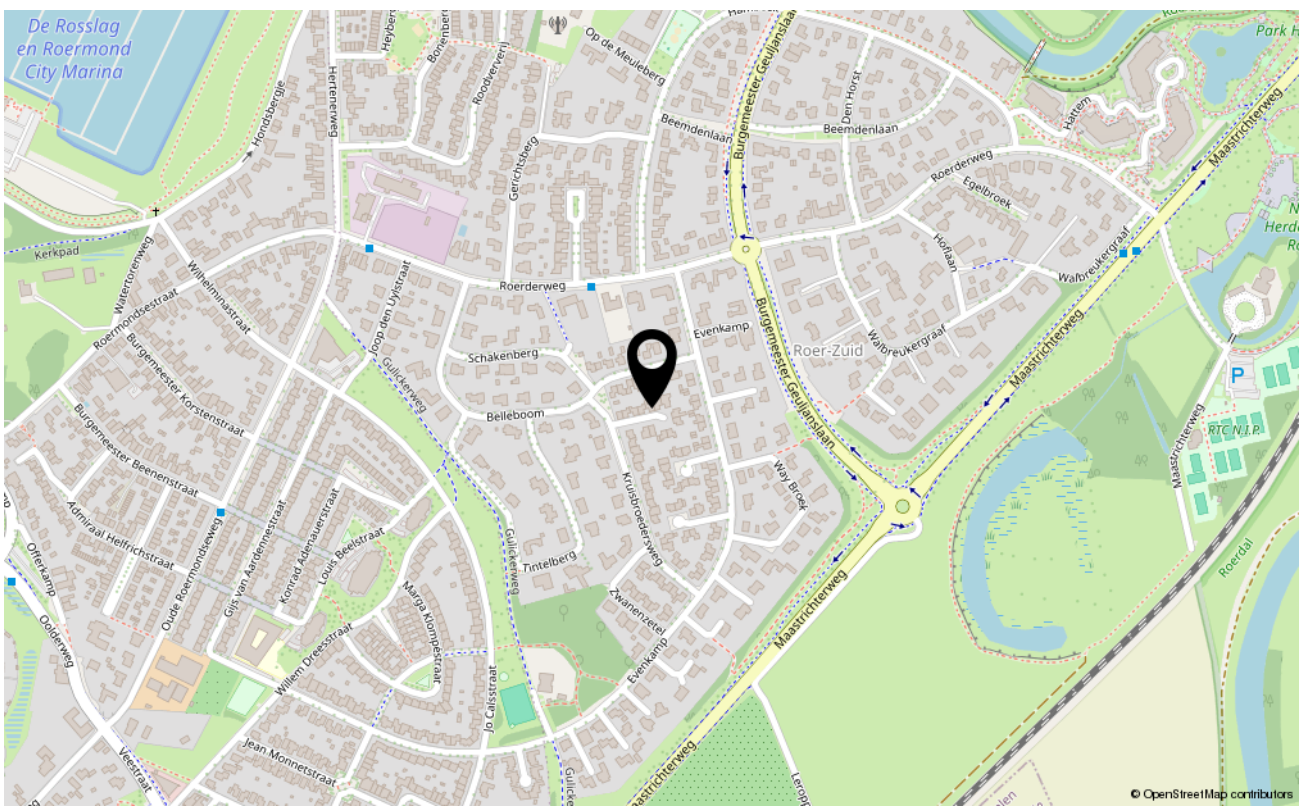 De Rosslag
en Roermond
City Marina
Hondsbergje
Hertenerweg
Heyberg
Bonenberg
Roodververij
Op de Meuleberg
Gerichtsberg
Burgemeester Geuljanslaan
Beemdenlaan
Den Horst
Beemdenlaan
Hattem
Park H
Maastrichterweg
Roerderweg
Egelbroek
Hoflaan
Walbreukergraaf
Kerkpad
Watertorenweg
Wilhelminastraat
Roermondsestraat
Joop den Uylstraat
Roerderweg
Evenkamp
Burgemeester Geuljanslaan
Roer-Zuid
Walbreukergraaf
Maastrichterweg
Schakenberg
Belleboom
Gulickerweg
Burgemeester Korstenstraat
Burgemeester Beenenstraat
P
RTC N.I.P.
Maastrichterweg
Way Broek
Kruisbroedersweg
Admiraal Helfrichstraat
Oude Roermondseweg
Gijs van Aardennestraat
Konrad Adenauerstraat
Louis Beelstraat
Offerkamp
Oolderweg
Tintelberg
Gulickerweg
Marga Klompéstraat
Zwanenzetel
Evenkamp
Maastrichterweg
Roerdal
Willem Dreesstraat
Jo Calsstraat
Jean Monnetstraat
Veestraat
Maastrichterweg
Lerop
© OpenStreetMap contributors